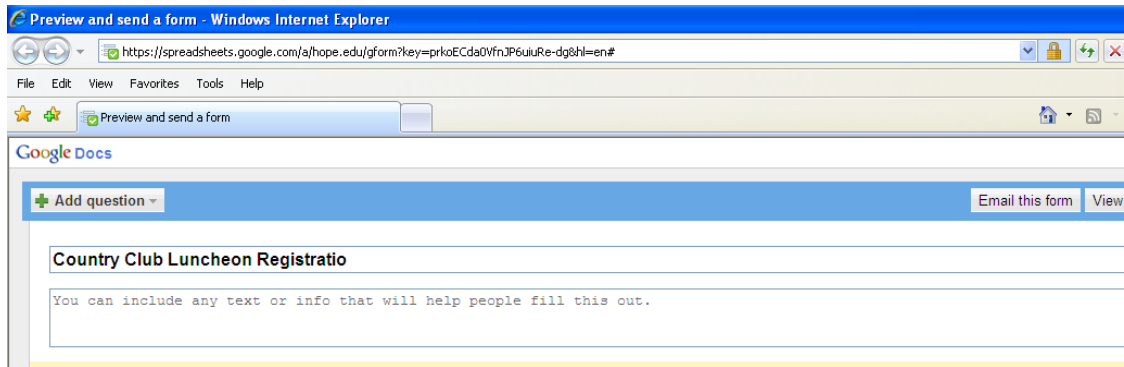 Preview and send a form - Windows Internet Explorer
https://spreadsheets.google.com/a/hope.edu/gform?key=prkoECda0VfnJP6uiuRe-dg&hl=en#
File Edit View Favorites Tools Help
Preview and send a form
Google Docs
Add question Email this form View
Country Club Luncheon Registratio
You can include any text or info that will help people fill this out.